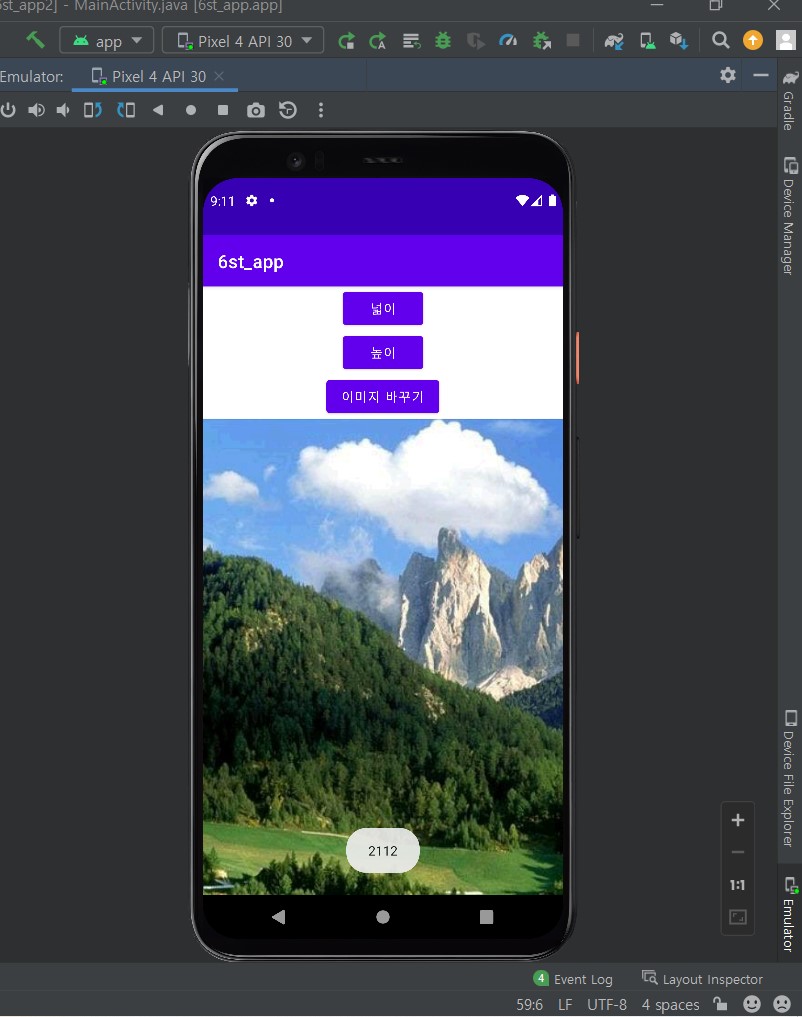 6st_app2] - MainActivity.java [6st_app.app]
app
Pixel 4 API 30
Emulator:
Pixel 4 API 30
Gradle
Device Manager
9:11
6st_app
넓이
높이
이미지 바꾸기
2112
Device File Explorer
1:1
Emulator
4 Event Log
Layout Inspector
59:6 LF UTF-8 4 spaces